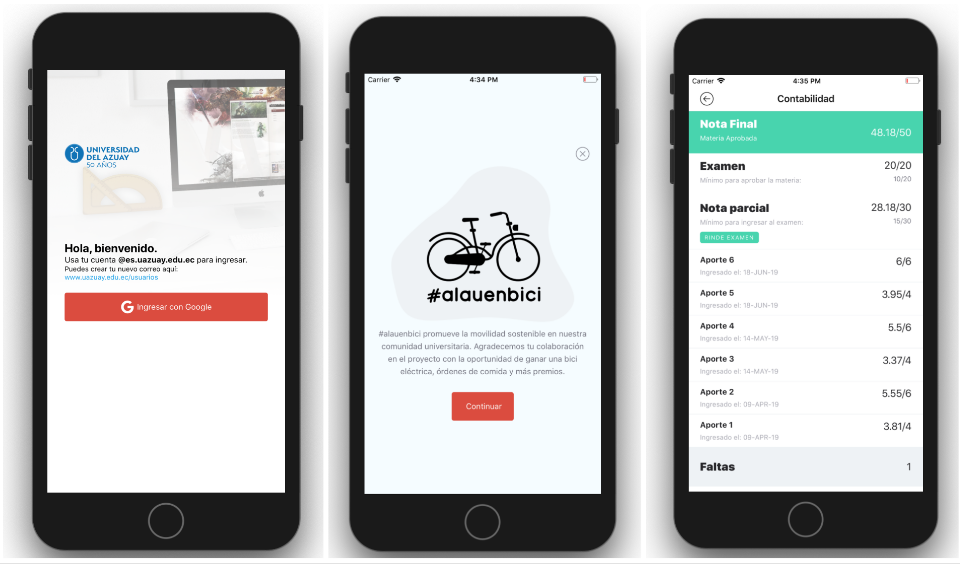 UNIVERSIDAD
DEL AZUAY
50 AÑOS
Hola, bienvenido.
Usa tu cuenta @es.uazuay.edu.ec para ingresar.
Puedes crear tu nuevo correo aquí:
www.uazuay.edu.ec/usuarios
G Ingresar con Google
Carrier 4:34 PM
#alauenbici
#alauenbici promueve la movilidad sostenible en nuestra
comunidad universitaria. Agradecemos tu colaboración
en el proyecto con la oportunidad de ganar una bici
eléctrica, órdenes de comida y más premios.
Continuar
Carrier 4:35 PM
Contabilidad
Nota Final 48.18/50
Materia Aprobada
Examen 20/20
Mínimo para aprobar la materia: 10/20
Nota parcial 28.18/30
Mínimo para ingresar al examen: 15/30
RINDE EXAMEN
Aporte 6 6/6
Ingresado el: 18-JUN-19
Aporte 5 3.95/4
Ingresado el: 18-JUN-19
Aporte 4 5.5/6
Ingresado el: 14-MAY-19
Aporte 3 3.37/4
Ingresado el: 14-MAY-19
Aporte 2 5.55/6
Ingresado el: 09-APR-19
Aporte 1 3.81/4
Ingresado el: 09-APR-19
Faltas 1